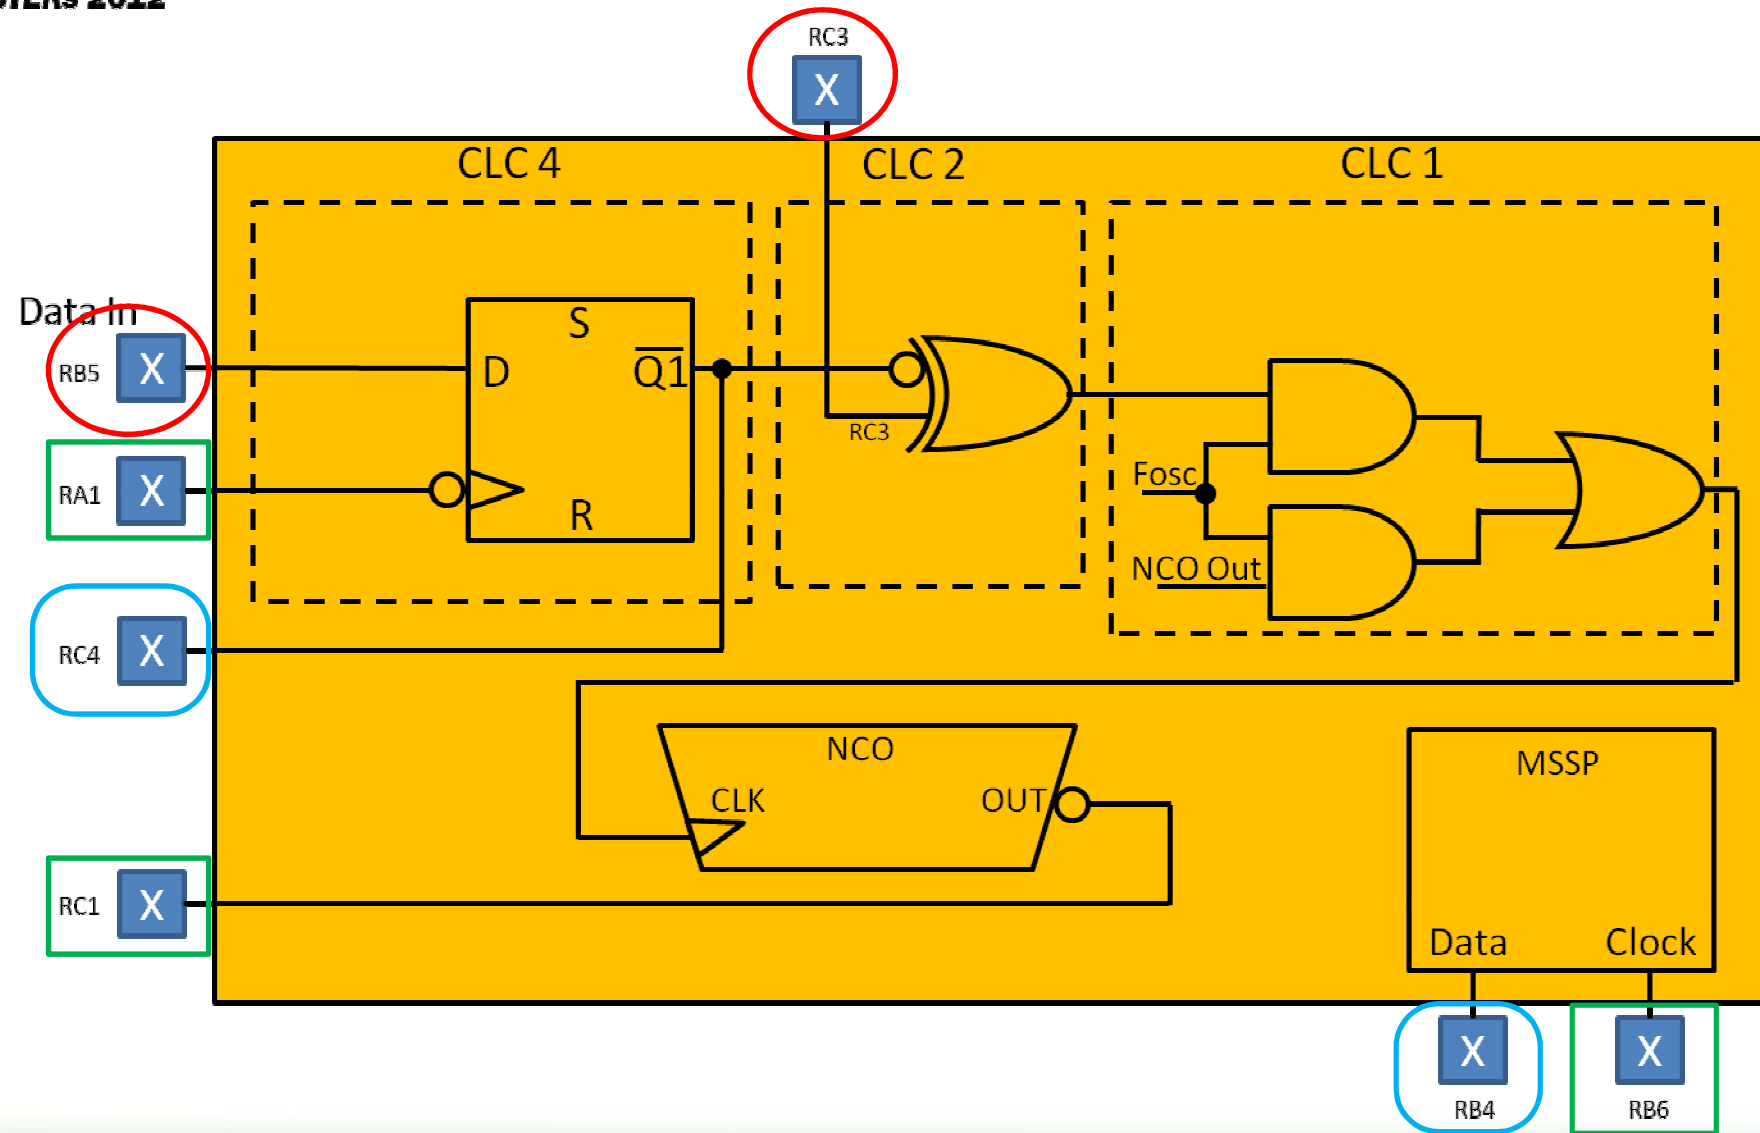 2012
RC3
X
CLC 4
CLC 2
CLC 1
Data In
S
RB5
X
D
Q1
RC3
Fosc
RA1
X
R
NCO Out
RC4
X
NCO
MSSP
CLK
OUT
RC1
X
Data
Clock
X
X
RB4
RB6